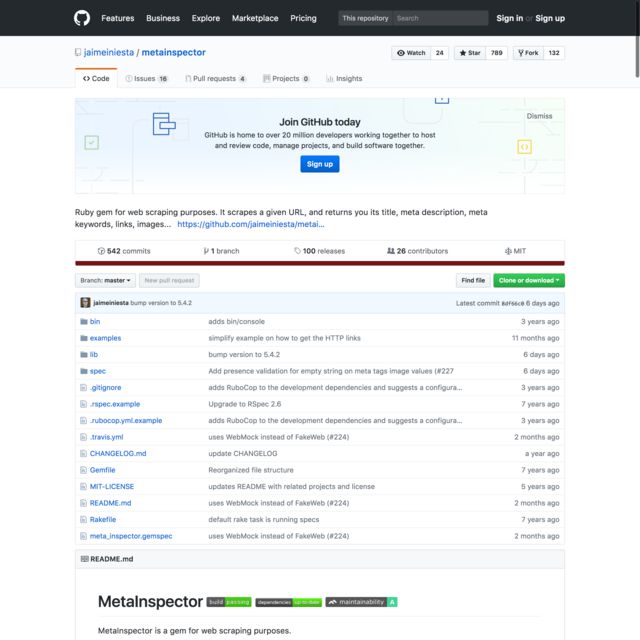 Features Business Explore Marketplace Pricing This repository Search Sign in or Sign up
jaimeiniesta / metainspector Watch 24 Star 789 Fork 132
Code Issues 16 Pull requests 4 Projects 0 Insights
Dismiss
Join GitHub today
GitHub is home to over 20 million developers working together to host
and review code, manage projects, and build software together.
Sign up
Ruby gem for web scraping purposes. It scrapes a given URL, and returns you its title, meta description, meta
keywords, links, images... https://github.com/jaimeiniesta/metai...
542 commits 1 branch 100 releases 26 contributors MIT
Branch: master New pull request Find file Clone or download
jaimeiniesta bump version to 5.4.2 Latest commit 6 days ago
bin adds bin/console 3 years ago
examples simplify example on how to get the HTTP links 11 months ago
lib bump version to 5.4.2 6 days ago
spec Add presence validation for empty string on meta tags image values (#227 6 days ago
.gitignore adds RuboCop to the development dependencies and suggests a configura... 3 years ago
.rspec.example Upgrade to RSpec 2.6 7 years ago
.rubocop.yml.example adds RuboCop to the development dependencies and suggests a configura... 3 years ago
.travis.yml uses WebMock instead of FakeWeb (#224) 2 months ago
CHANGELOG.md update CHANGELOG a year ago
Gemfile Reorganized file structure 7 years ago
MIT-LICENSE updates README with related projects and license 5 years ago
README.md uses WebMock instead of FakeWeb (#224) 2 months ago
Rakefile default rake task is running specs 7 years ago
meta_inspector.gemspec uses WebMock instead of FakeWeb (#224) 2 months ago
README.md
MetaInspector build passing dependencies up-to-date maintainability A
MetaInspector is a gem for web scraping purposes.